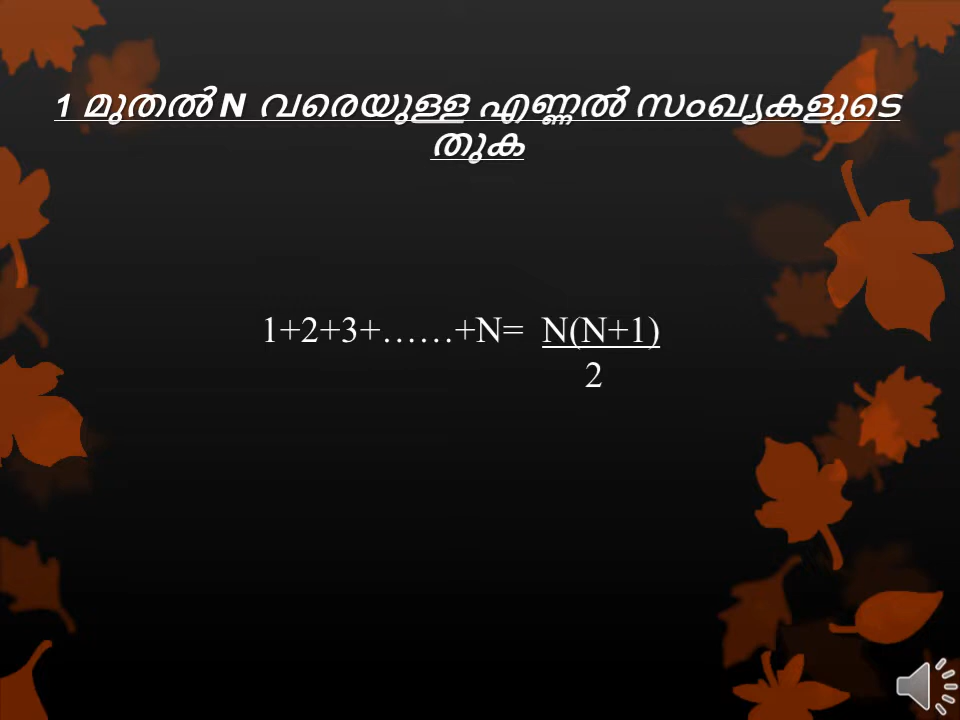 1 മുതൽ N വരെയുള്ള എണ്ണൽ സംഖ്യകളുടെ
തുക
1+2+3+……+N= N(N+1)
2